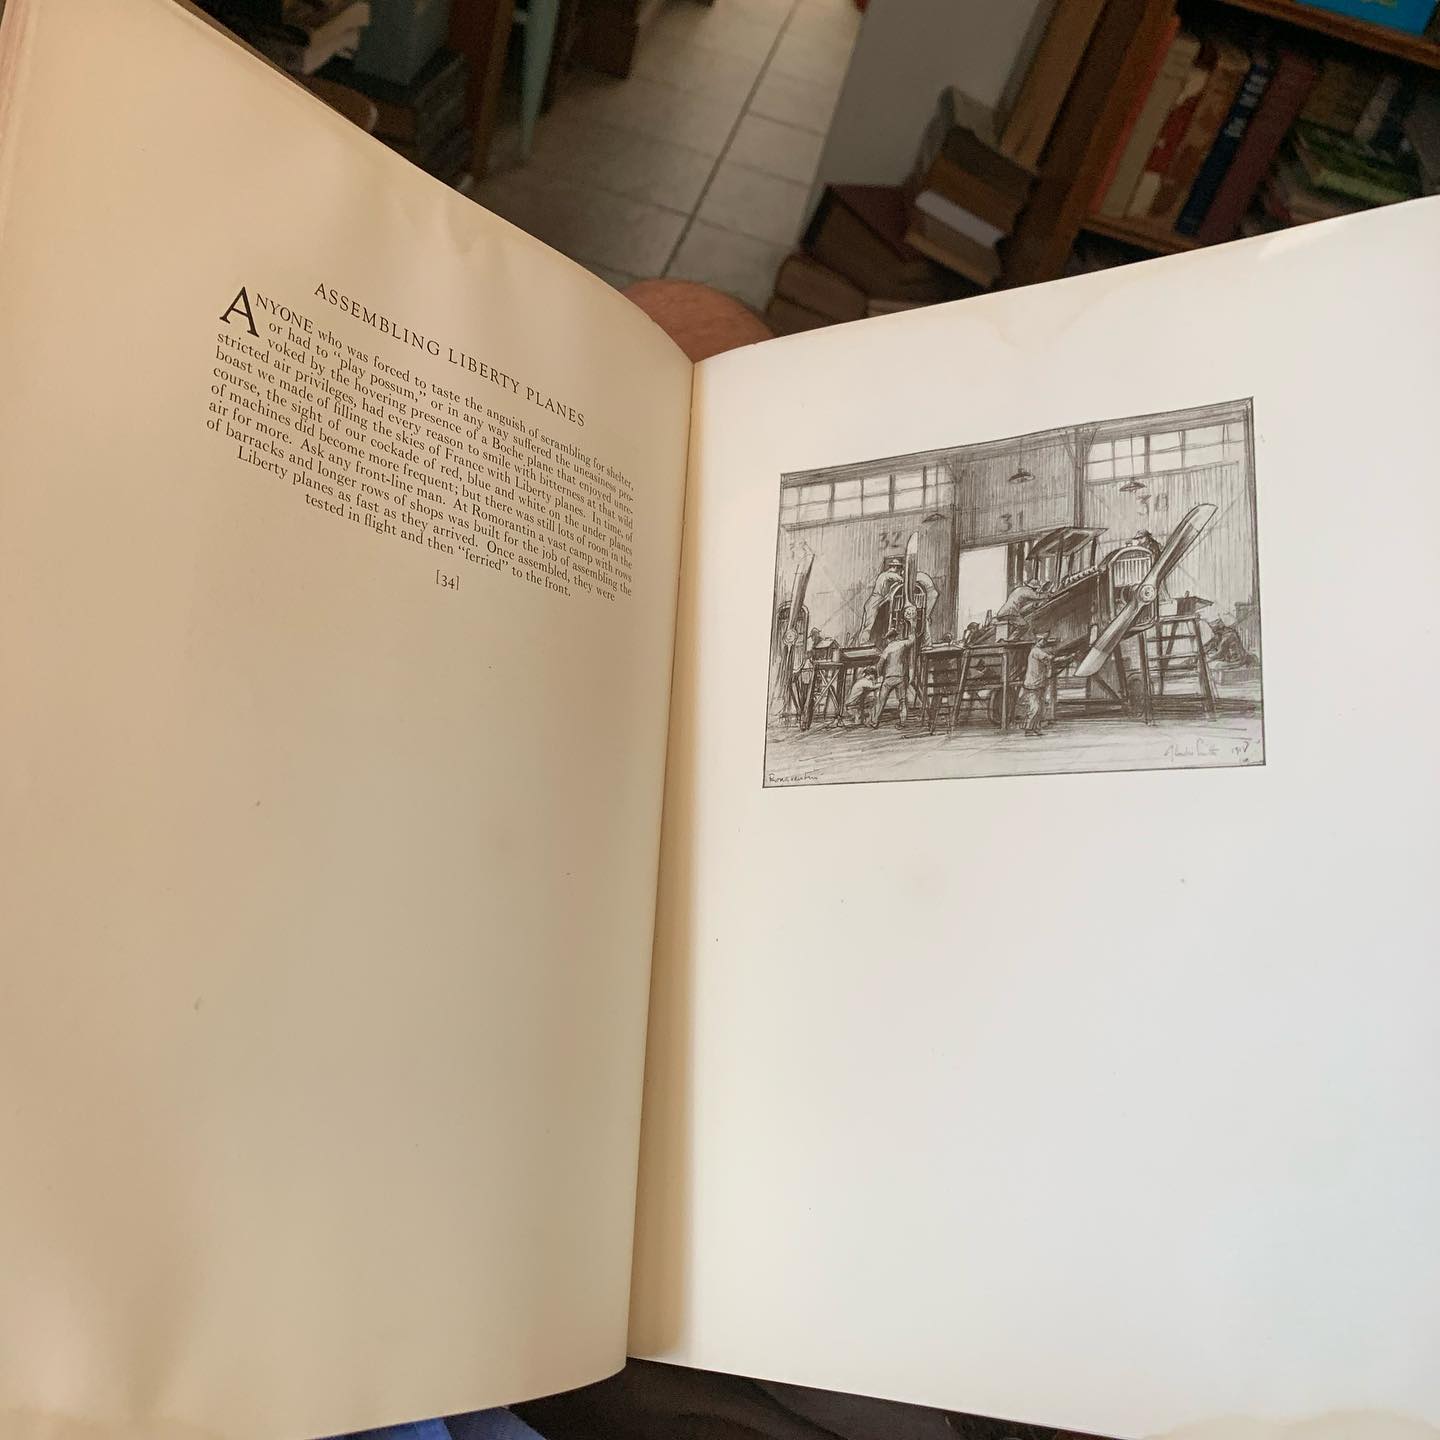 ASSEMBLING LIBERTY PLANES
ANYONE who was forced to taste the anguish of scrambling for shelter,
or had to "play possum," or in any way suffered the uneasiness pro-
voked by the hovering presence of a Boche plane that enjoyed unre-
stricted air privileges, had every reason to smile with bitterness at that wild
boast we made of filling the skies of France with Liberty planes. In time, of
course, the sight of our cockade of red, blue and white on the under planes
of machines did become more frequent; but there was still lots of room in the
air for more. Ask any front-line man. At Romorantin a vast camp with rows
of barracks and longer rows of shops was built for the job of assembling the
Liberty planes as fast as they arrived. Once assembled, they were
tested in flight and then "ferried" to the front.
[34]
33
32
31
30
Romorantin